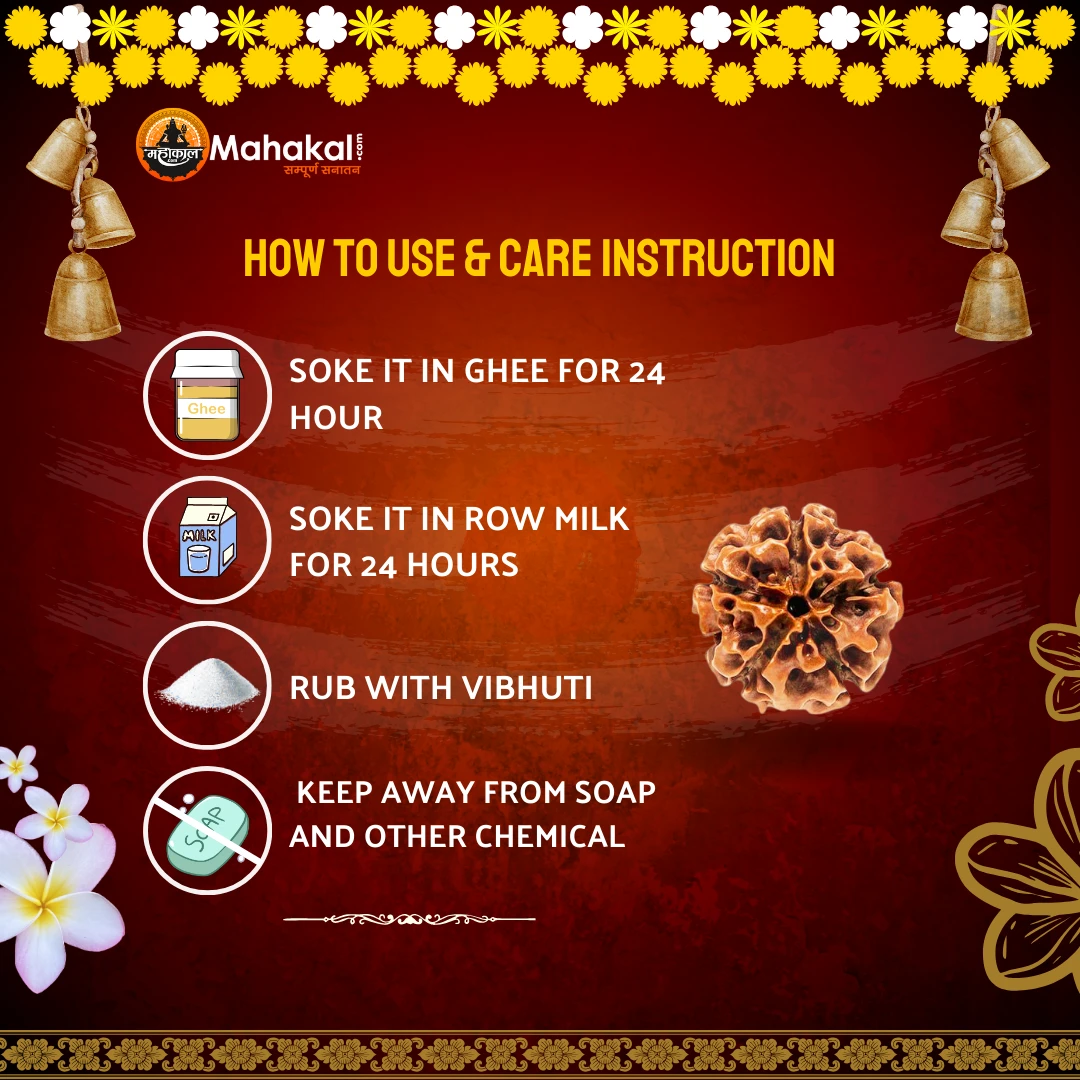 महाकाल
.com
Mahakal.com
सम्पूर्ण सनातन
HOW TO USE & CARE INSTRUCTION
Ghee
SOKE IT IN GHEE FOR 24
HOUR
MILK
SOKE IT IN ROW MILK
FOR 24 HOURS
RUB WITH VIBHUTI
SOAP
KEEP AWAY FROM SOAP
AND OTHER CHEMICAL